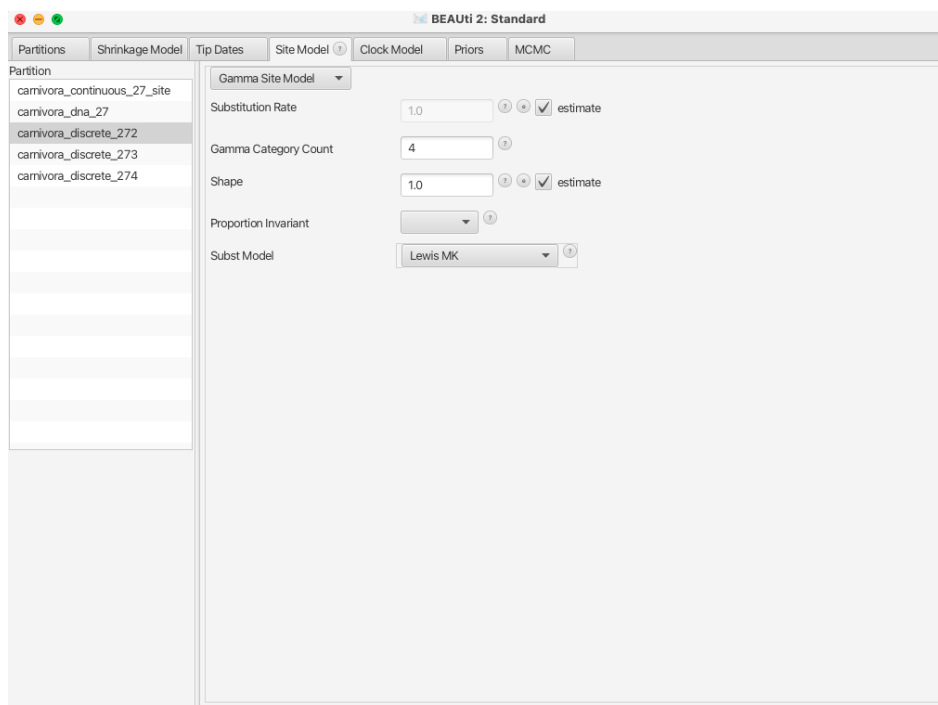 BEAUti 2: Standard
Partitions Shrinkage Model Tip Dates Site Model ? Clock Model Priors MCMC
Partition
carnivora_continuous_27_site
carnivora_dna_27
carnivora_discrete_272
carnivora_discrete_273
carnivora_discrete_274
Gamma Site Model
Substitution Rate 1.0 ? estimate
Gamma Category Count 4 ?
Shape 1.0 ? estimate
Proportion Invariant ?
Subst Model Lewis MK ?